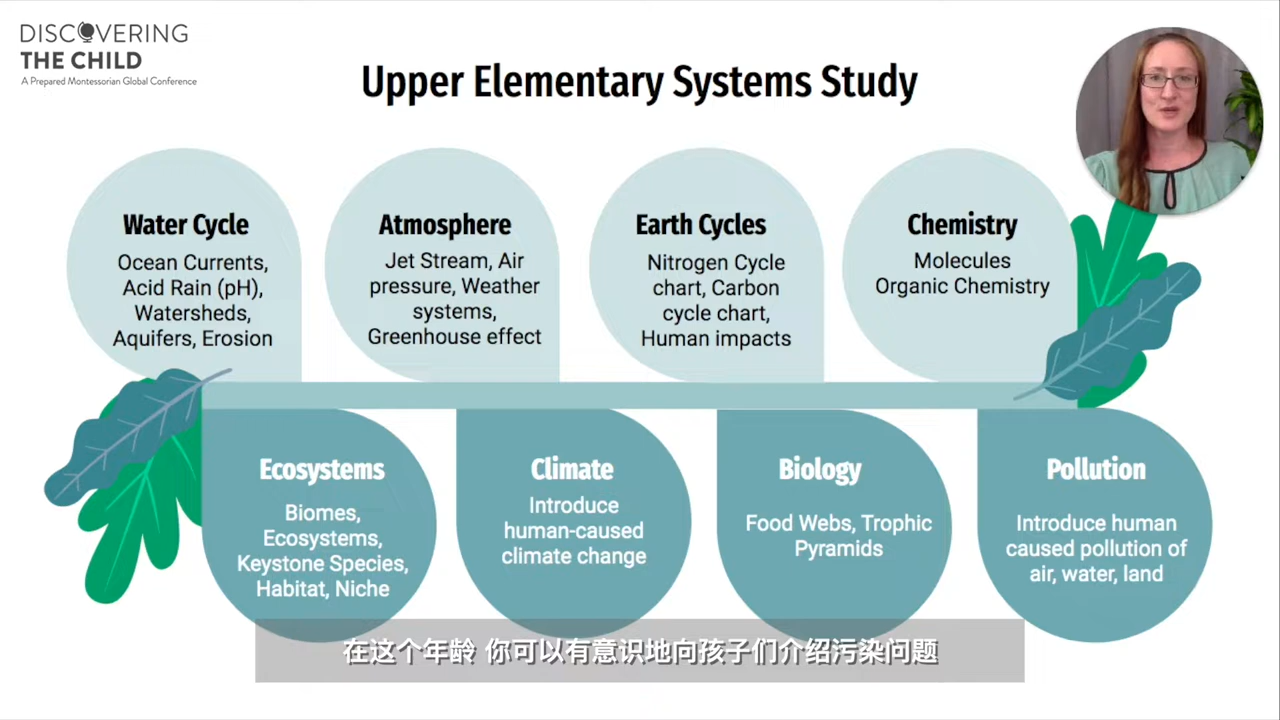 DISCOVERING
THE CHILD
A Prepared Montessorian Global Conference
Upper Elementary Systems Study
Water Cycle
Ocean Currents,
Acid Rain (pH),
Watersheds,
Aquifers, Erosion
Atmosphere
Jet Stream, Air
pressure, Weather
systems,
Greenhouse effect
Earth Cycles
Nitrogen Cycle
chart, Carbon
cycle chart,
Human impacts
Chemistry
Molecules
Organic Chemistry
Ecosystems
Biomes,
Ecosystems,
Keystone Species,
Habitat, Niche
Climate
Introduce
human-caused
climate change
Biology
Food Webs, Trophic
Pyramids
Pollution
Introduce human
caused pollution of
air, water, land
在这个年龄 你可以有意识地向孩子们介绍污染问题